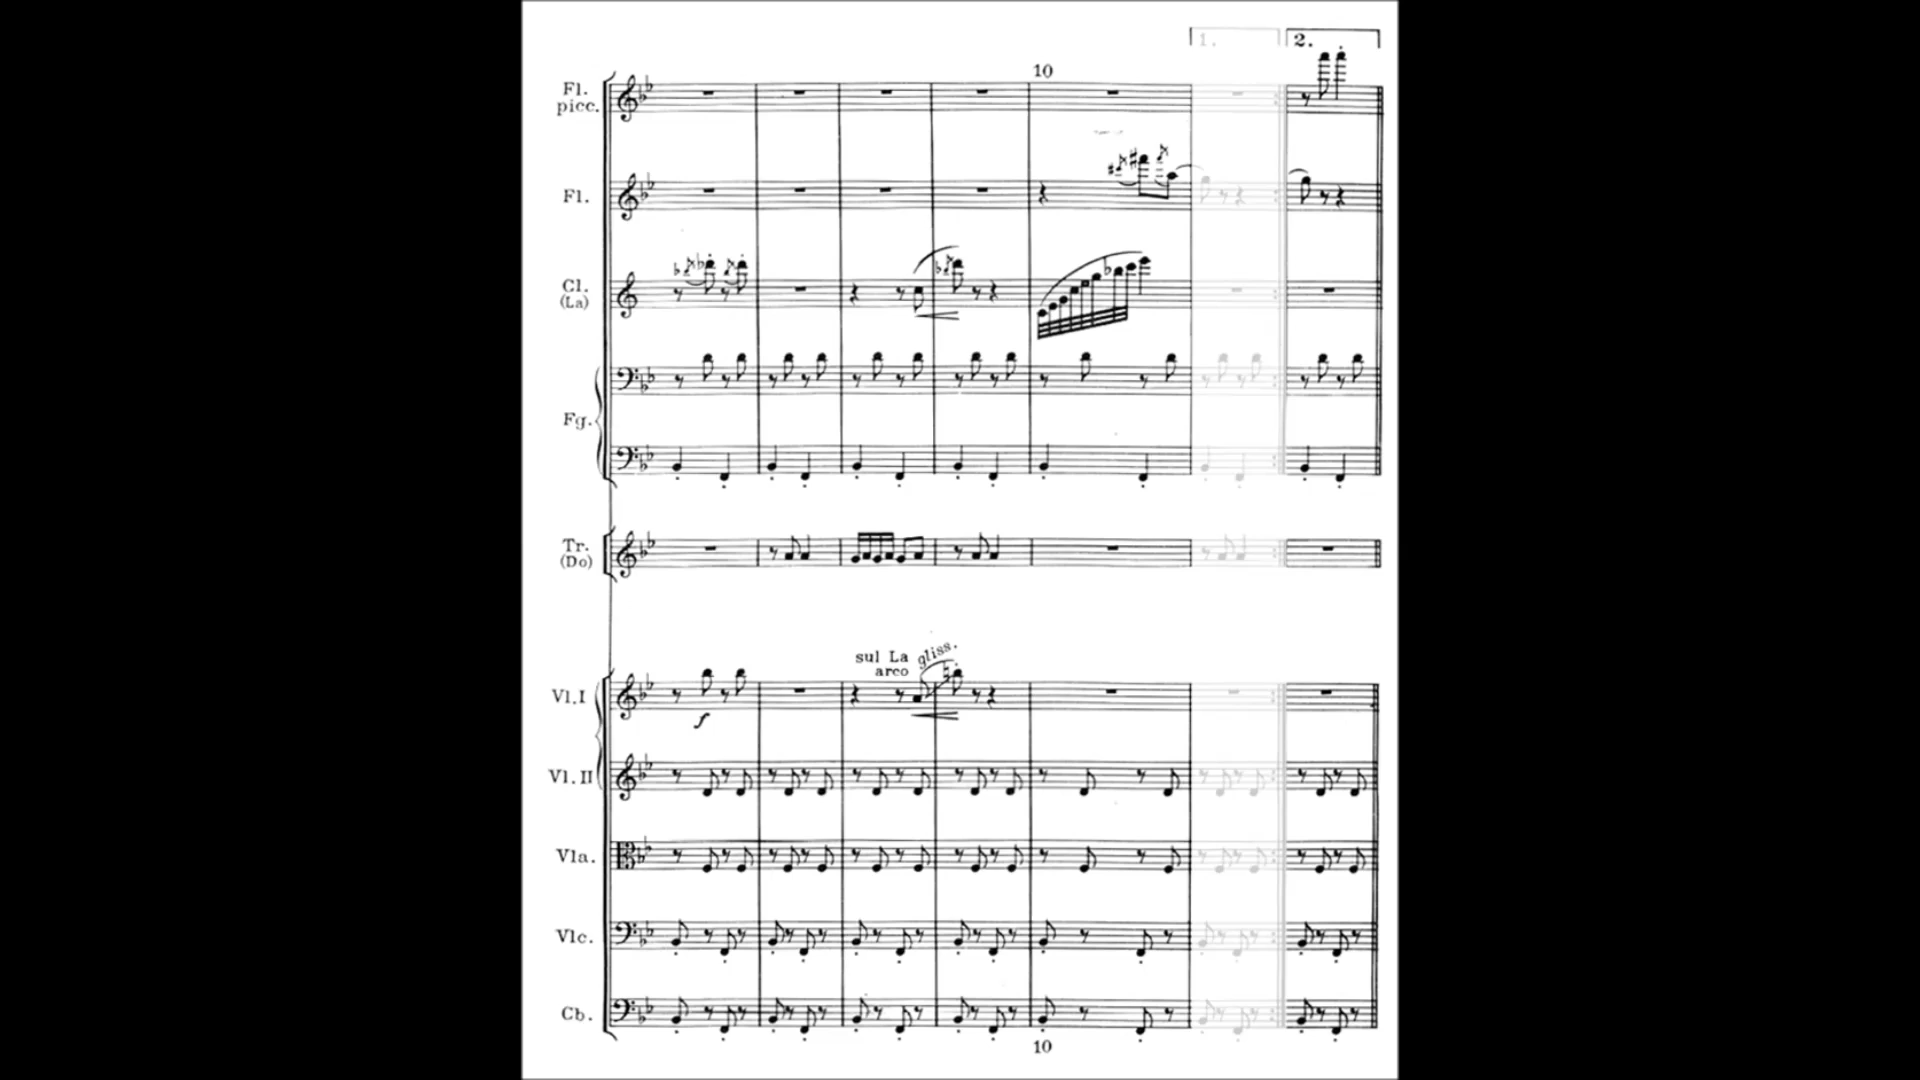 1. 2.
10
Fl.
picc.
Fl.
Cl.
(La)
Fg.
Tr.
(Do)
sul La gliss.
arco
Vl.I
f
Vl.II
Vla.
Vlc.
Cb.
10